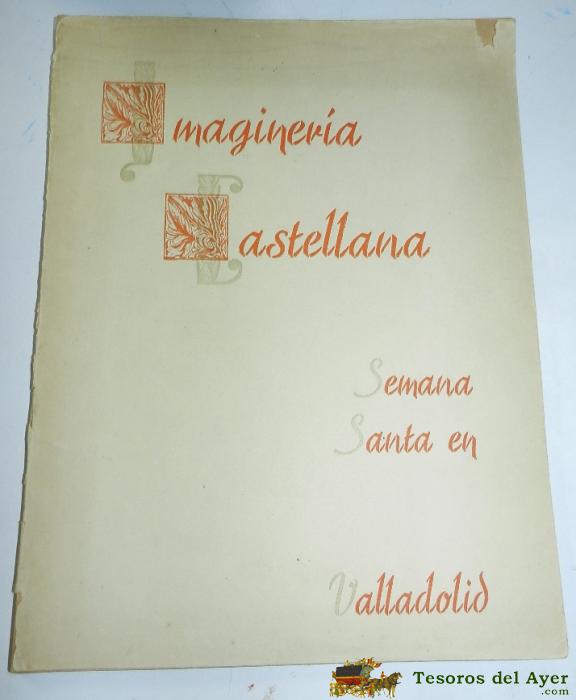 Imaginería
Castellana
Semana
Santa en
Valladolid
Tesoros del Ayer
.com